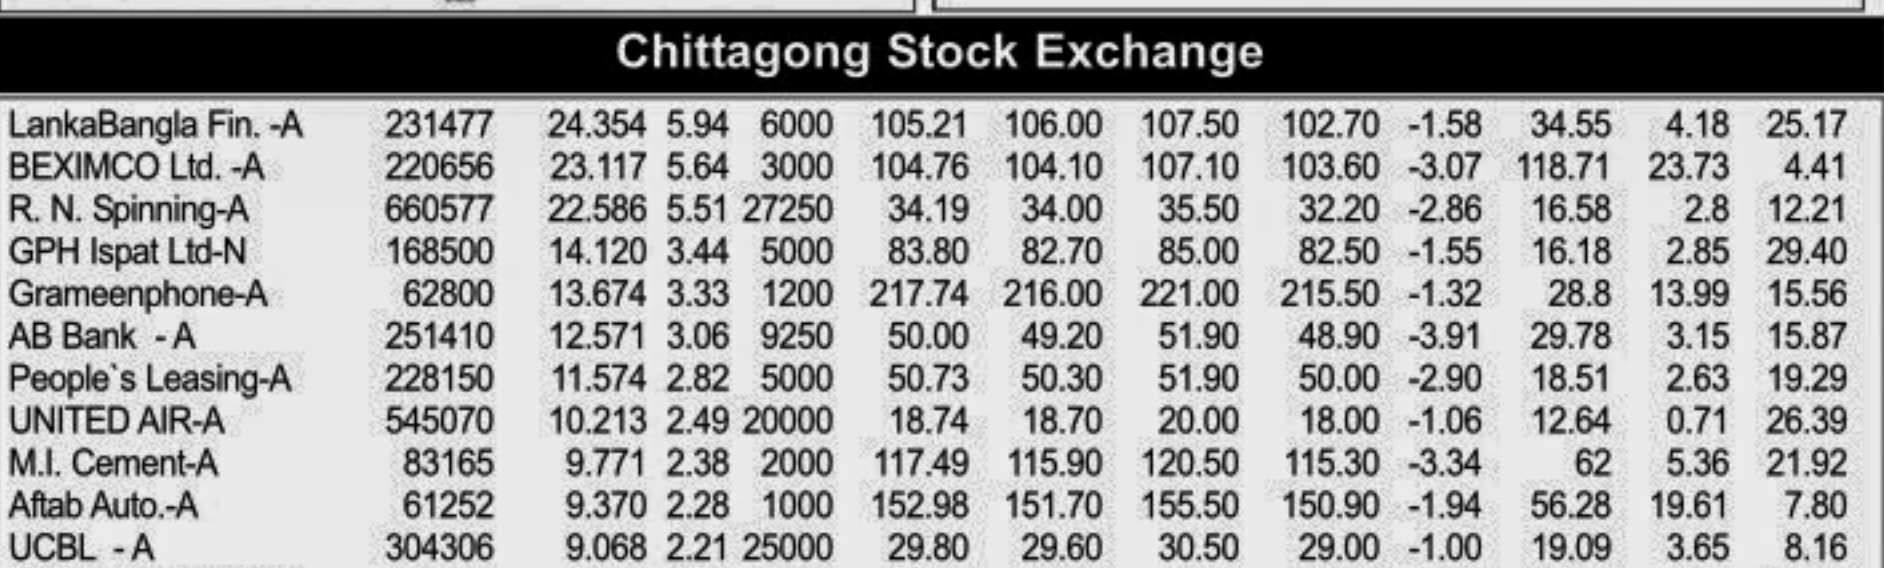 Chittagong Stock Exchange
LankaBangla Fin. -A 231477 24.354 5.94 6000 105.21 106.00 107.50 102.70 -1.58 34.55 4.18 25.17
BEXIMCO Ltd. -A 220656 23.117 5.64 3000 104.76 104.10 107.10 103.60 -3.07 118.71 23.73 4.41
R. N. Spinning-A 660577 22.586 5.51 27250 34.19 34.00 35.50 32.20 -2.86 16.58 2.8 12.21
GPH Ispat Ltd-N 168500 14.120 3.44 5000 83.80 82.70 85.00 82.50 -1.55 16.18 2.85 29.40
Grameenphone-A 62800 13.674 3.33 1200 217.74 216.00 221.00 215.50 -1.32 28.8 13.99 15.56
AB Bank - A 251410 12.571 3.06 9250 50.00 49.20 51.90 48.90 -3.91 29.78 3.15 15.87
People`s Leasing-A 228150 11.574 2.82 5000 50.73 50.30 51.90 50.00 -2.90 18.51 2.63 19.29
UNITED AIR-A 545070 10.213 2.49 20000 18.74 18.70 20.00 18.00 -1.06 12.64 0.71 26.39
M.I. Cement-A 83165 9.771 2.38 2000 117.49 115.90 120.50 115.30 -3.34 62 5.36 21.92
Aftab Auto.-A 61252 9.370 2.28 1000 152.98 151.70 155.50 150.90 -1.94 56.28 19.61 7.80
UCBL - A 304306 9.068 2.21 25000 29.80 29.60 30.50 29.00 -1.00 19.09 3.65 8.16